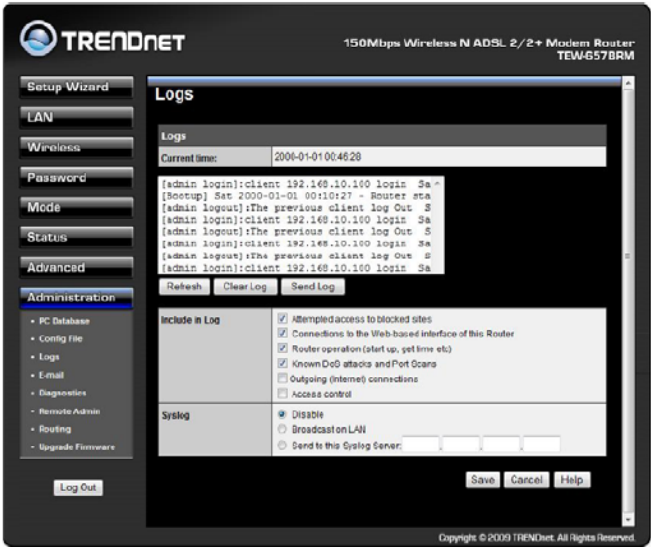 TRENDNET
150Mbps Wireless N ADSL 2/2+ Modem Router
TEW-657BRM
Setup Wizard
LAN
Wireless
Password
Mode
Status
Advanced
Administration
PC Database
Config File
Logs
E-mail
Diagnostics
Remote Admin
Routing
Upgrade Firmware
Log Out
Logs
Logs
Current time: 2000-01-01 00:46:28
[admin login]:client 192.168.10.100 login Sa
[Bootup] Sat 2000-01-01 00:10:27 - Router sta
[admin logout]:The previous client log Out S
[admin login]:client 192.168.10.100 login Sa
[admin logout]:The previous client log Out S
[admin login]:client 192.168.10.100 login Sa
[admin logout]:The previous client log Out S
[admin login]:client 192.168.10.100 login Sa
Refresh Clear Log Send Log
Include in Log
Attempted access to blocked sites
Connections to the Web-based interface of this Router
Router operation (start up, get time etc)
Known DoS attacks and Port Scans
Outgoing (Internet) connections
Access control
Syslog
Disable
Broadcast on LAN
Send to this Syslog Server: . . .
Save Cancel Help
Copyright © 2009 TRENDnet. All Rights Reserved.